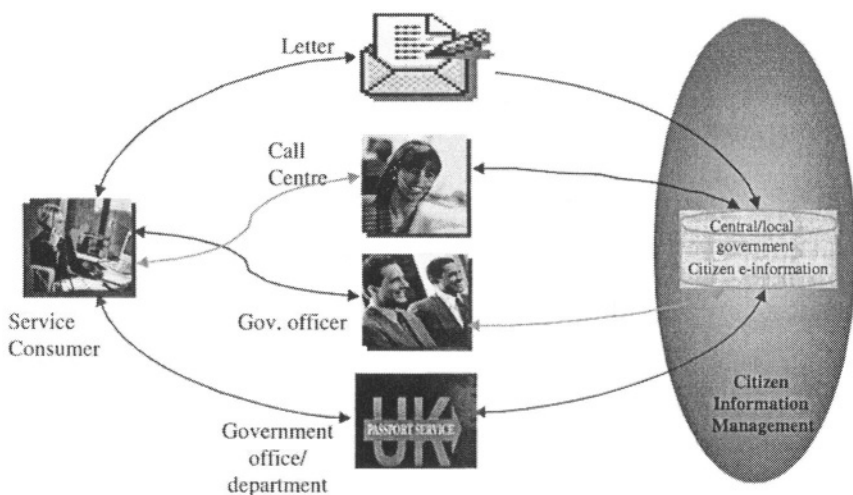 Letter
Call
Centre
Service
Consumer
Gov. officer
Government
office/
department
UK
PASSPORT SERVICE
Central/local
government
Citizen e-information
Citizen
Information
Management